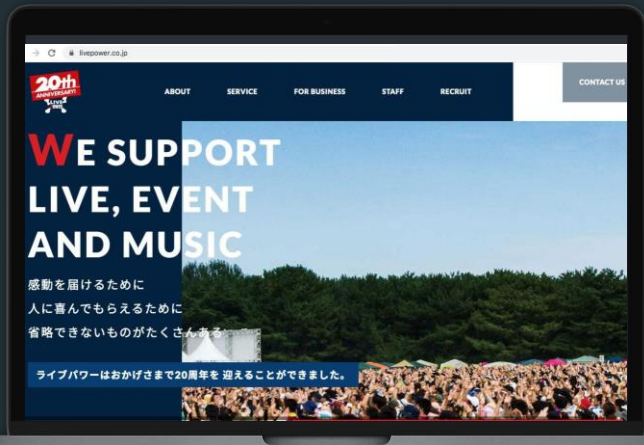 livepower.co.jp
20th
ANNIVERSARY!
LIVE
ABOUT
SERVICE
FOR BUSINESS
STAFF
RECRUIT
CONTACT US
WE SUPPORT
LIVE, EVENT
AND MUSIC
感動を届けるために
人に喜んでもらえるために
省略できないものがたくさんある
ライブパワーはおかげさまで20周年を 迎えることができました。